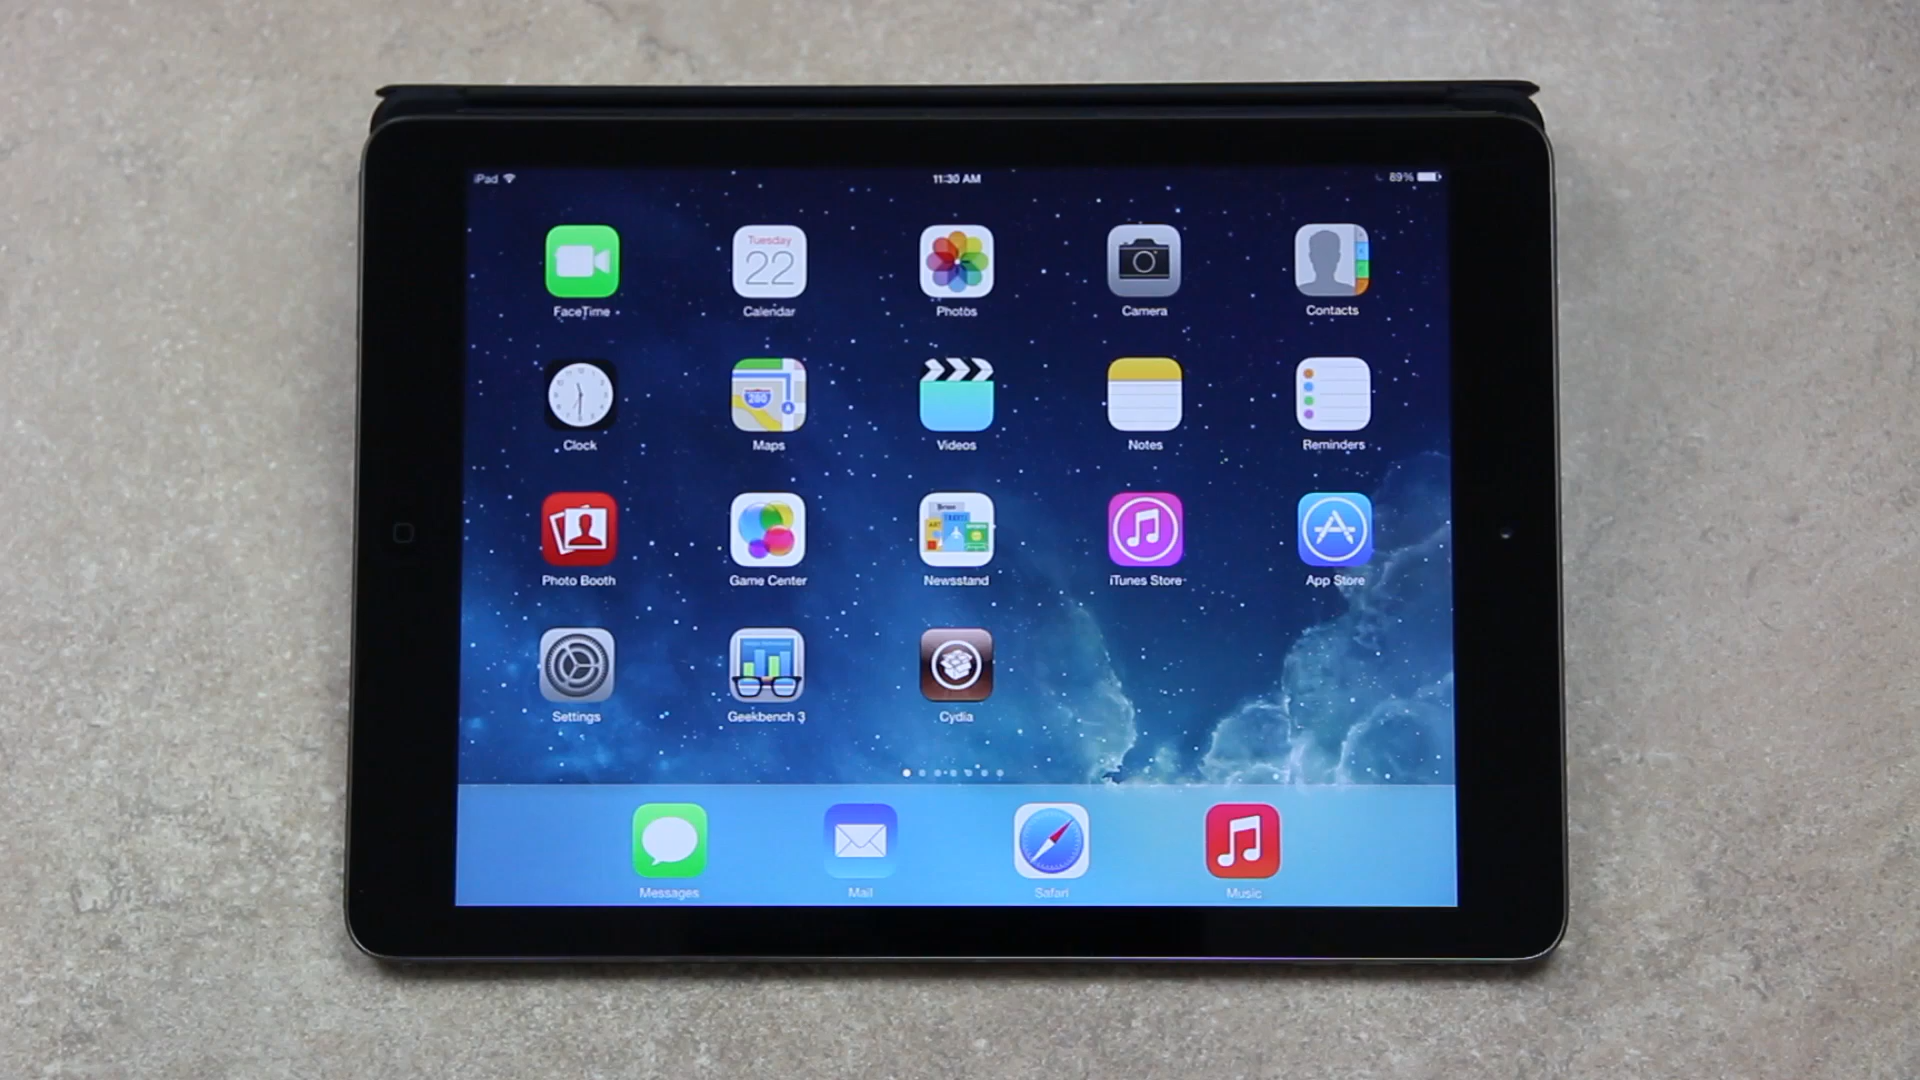 iPad 11:30 AM 89%
Tuesday
22
FaceTime Calendar Photos Camera Contacts
280
Clock Maps Videos Notes Reminders
Photo Booth Game Center Newsstand iTunes Store App Store
Settings Geekbench 3 Cydia
Messages Mail Safari Music